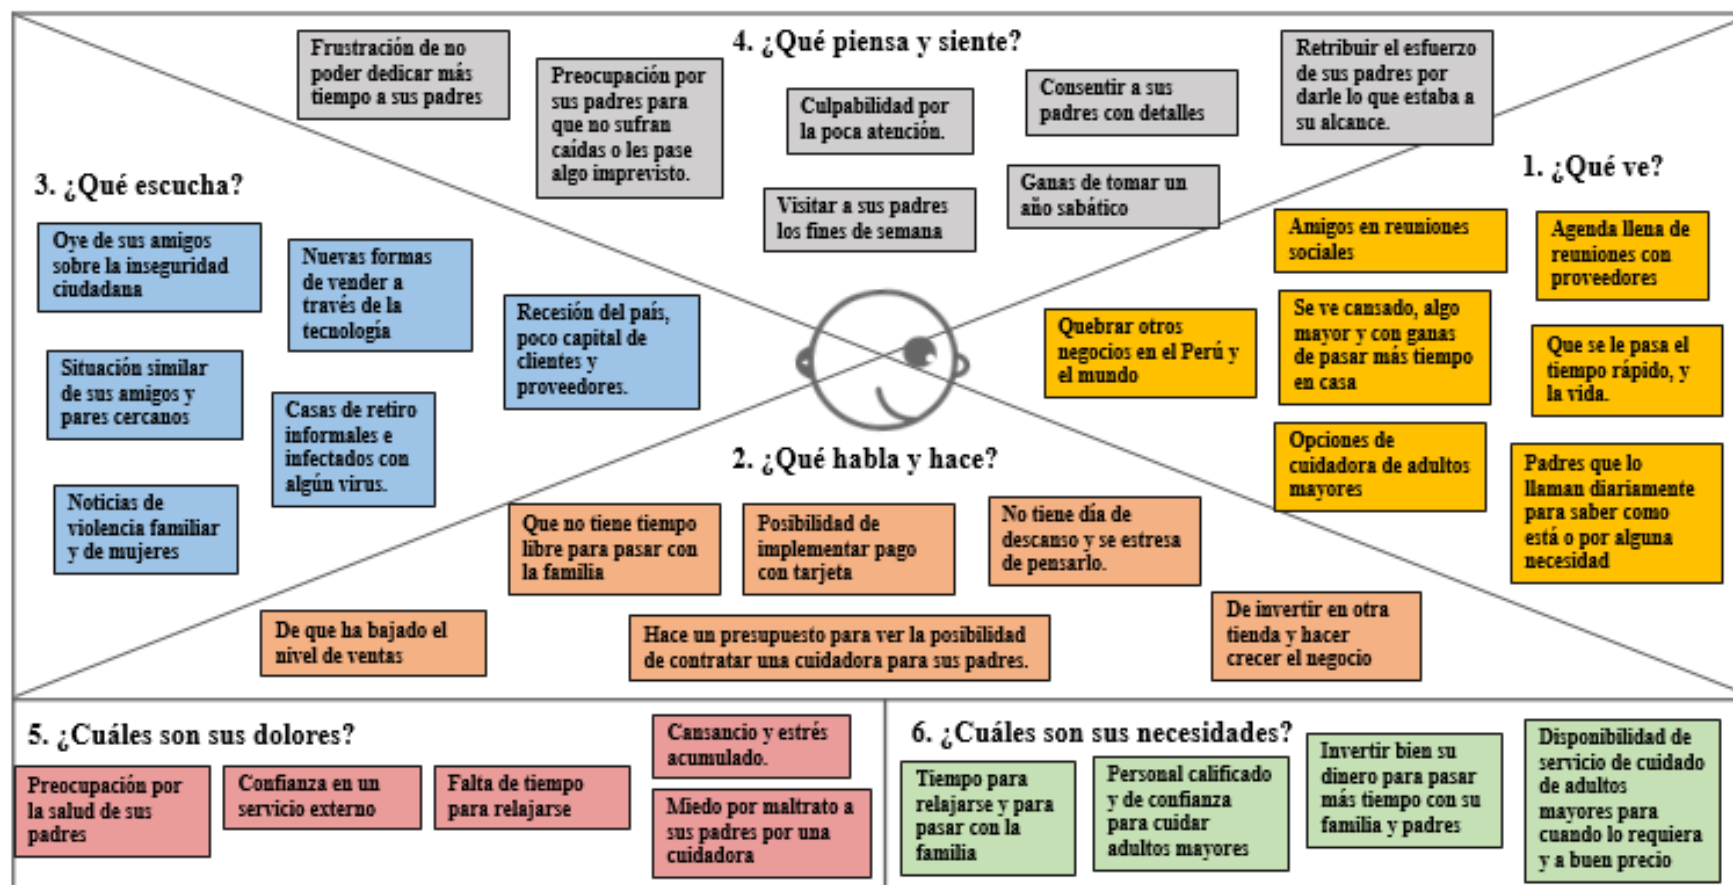 4. ¿Qué piensa y siente?
Frustración de no
poder dedicar más
tiempo a sus padres
Preocupación por
sus padres para
que no sufran
caídas o les pase
algo imprevisto.
Culpabilidad por
la poca atención.
Consentir a sus
padres con detalles
Retribuir el esfuerzo
de sus padres por
darle lo que estaba a
su alcance.
Visitar a sus padres
los fines de semana
Ganas de tomar un
año sabático
3. ¿Qué escucha?
Oye de sus amigos
sobre la inseguridad
ciudadana
Nuevas formas
de vender a
través de la
tecnología
Recesión del país,
poco capital de
clientes y
proveedores.
Situación similar
de sus amigos y
pares cercanos
Casas de retiro
informales e
infectados con
algún virus.
Noticias de
violencia familiar
y de mujeres
1. ¿Qué ve?
Amigos en reuniones
sociales
Agenda llena de
reuniones con
proveedores
Quebrar otros
negocios en el Perú y
el mundo
Se ve cansado, algo
mayor y con ganas
de pasar más tiempo
en casa
Que se le pasa el
tiempo rápido, y
la vida.
Opciones de
cuidadora de adultos
mayores
Padres que lo
llaman diariamente
para saber como
está o por alguna
necesidad
2. ¿Qué habla y hace?
Que no tiene tiempo
libre para pasar con
la familia
Posibilidad de
implementar pago
con tarjeta
No tiene día de
descanso y se estresa
de pensarlo.
De que ha bajado el
nivel de ventas
Hace un presupuesto para ver la posibilidad
de contratar una cuidadora para sus padres.
De invertir en otra
tienda y hacer
crecer el negocio
5. ¿Cuáles son sus dolores?
Preocupación por
la salud de sus
padres
Confianza en un
servicio externo
Falta de tiempo
para relajarse
Cansancio y estrés
acumulado.
Miedo por maltrato a
sus padres por una
cuidadora
6. ¿Cuáles son sus necesidades?
Tiempo para
relajarse y para
pasar con la
familia
Personal calificado
y de confianza
para cuidar
adultos mayores
Invertir bien su
dinero para pasar
más tiempo con su
familia y padres
Disponibilidad de
servicio de cuidado
de adultos
mayores para
cuando lo requiera
y a buen precio